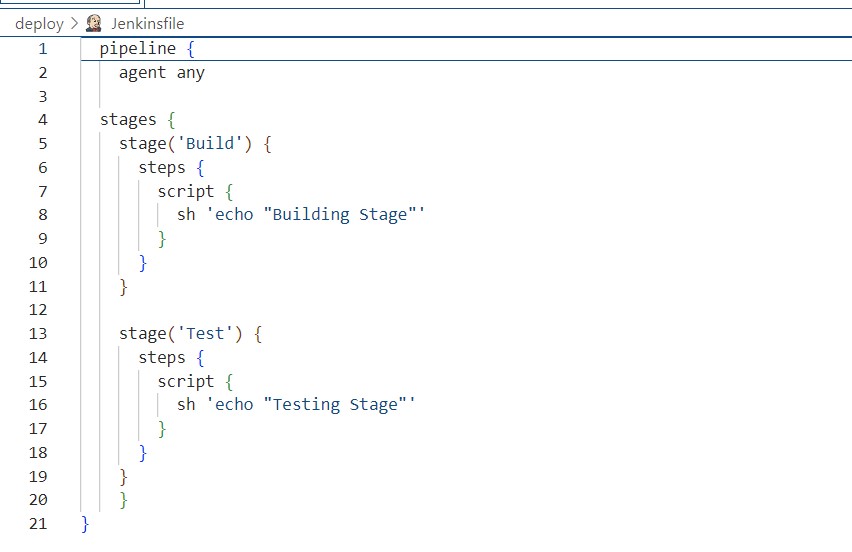 deploy > Jenkinsfile
1 pipeline {
2 agent any
3
4 stages {
5 stage('Build') {
6 steps {
7 script {
8 sh 'echo "Building Stage"'
9 }
10 }
11 }
12
13 stage('Test') {
14 steps {
15 script {
16 sh 'echo "Testing Stage"'
17 }
18 }
19 }
20 }
21 }